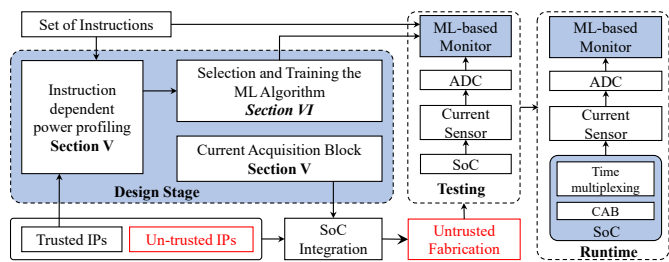 Set of Instructions
Instruction
dependent
power profiling
Section V
Selection and Training the
ML Algorithm
Section VI
Current Acquisition Block
Section V
Design Stage
Trusted IPs
Un-trusted IPs
SoC
Integration
Untrusted
Fabrication
ML-based
Monitor
ADC
Current
Sensor
SoC
Testing
ML-based
Monitor
ADC
Current
Sensor
Time
multiplexing
CAB
SoC
Runtime